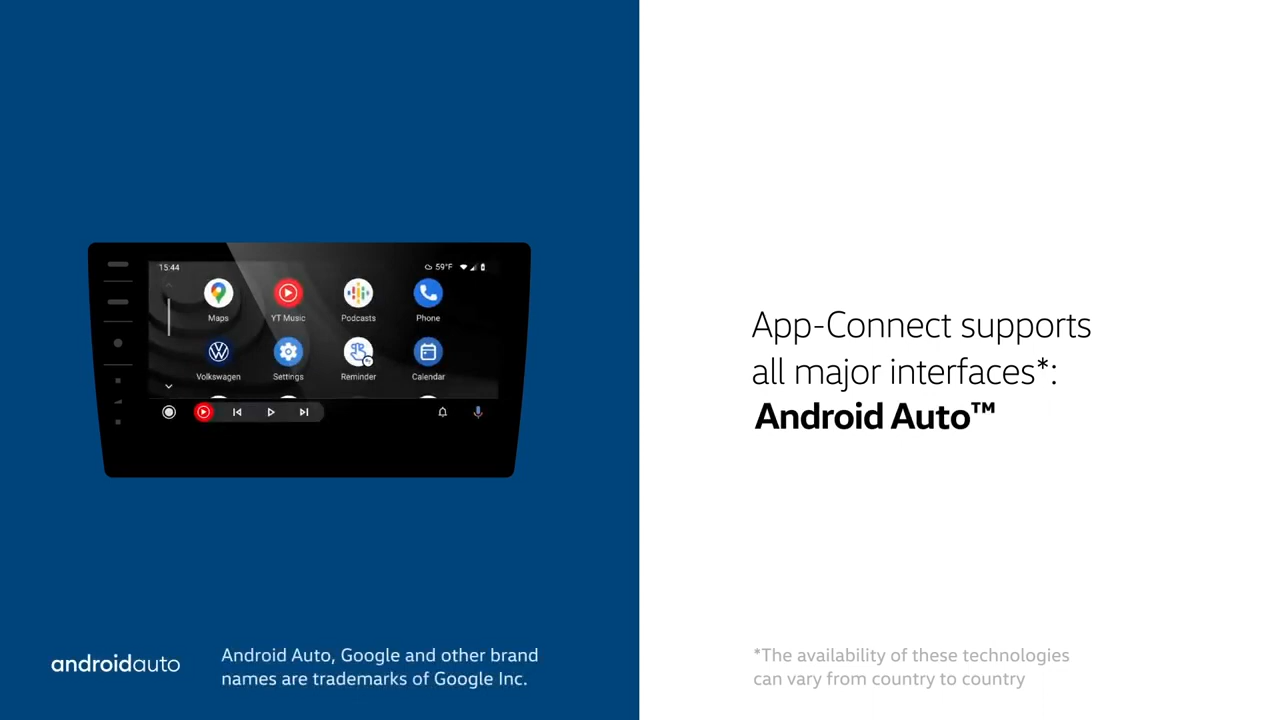 15:44
59°F
Maps
YT Music
Podcasts
Phone
Volkswagen
Settings
Reminder
Calendar
App-Connect supports
all major interfaces*:
Android Auto™
androidauto
Android Auto, Google and other brand
names are trademarks of Google Inc.
*The availability of these technologies
can vary from country to country